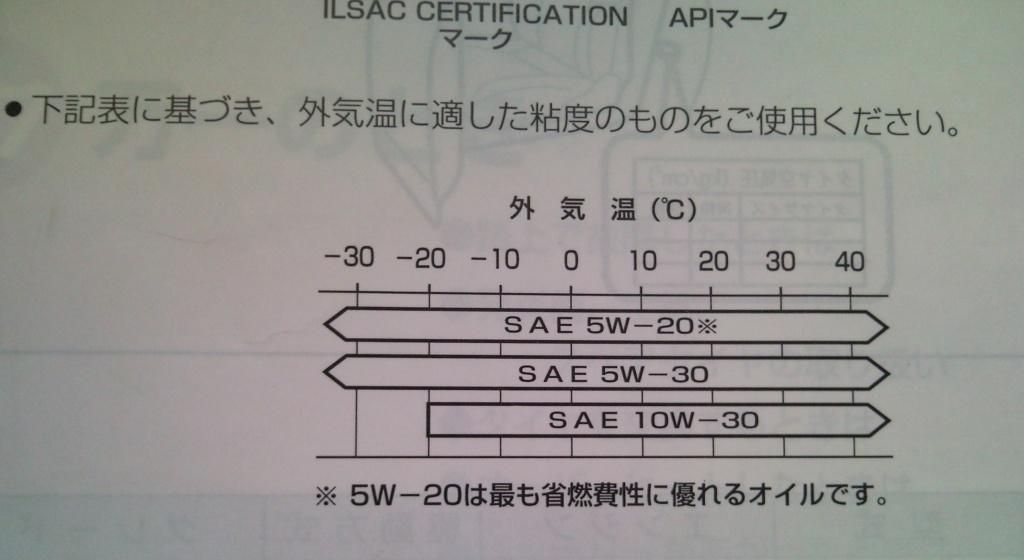 ILSAC CERTIFICATION APIマーク
マーク
●下記表に基づき、外気温に適した粘度のものをご使用ください。
外 気 温 (℃)
−30 −20 −10 0 10 20 30 40
SAE 5W−20※
SAE 5W−30
SAE 10W−30
※ 5W−20は最も省燃費性に優れるオイルです。